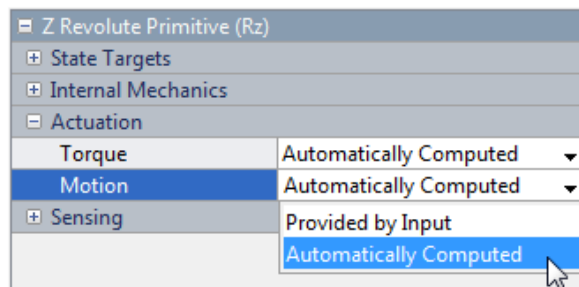 Z Revolute Primitive (Rz)
State Targets
Internal Mechanics
Actuation
Torque Automatically Computed
Motion Automatically Computed
Sensing Provided by Input
Automatically Computed